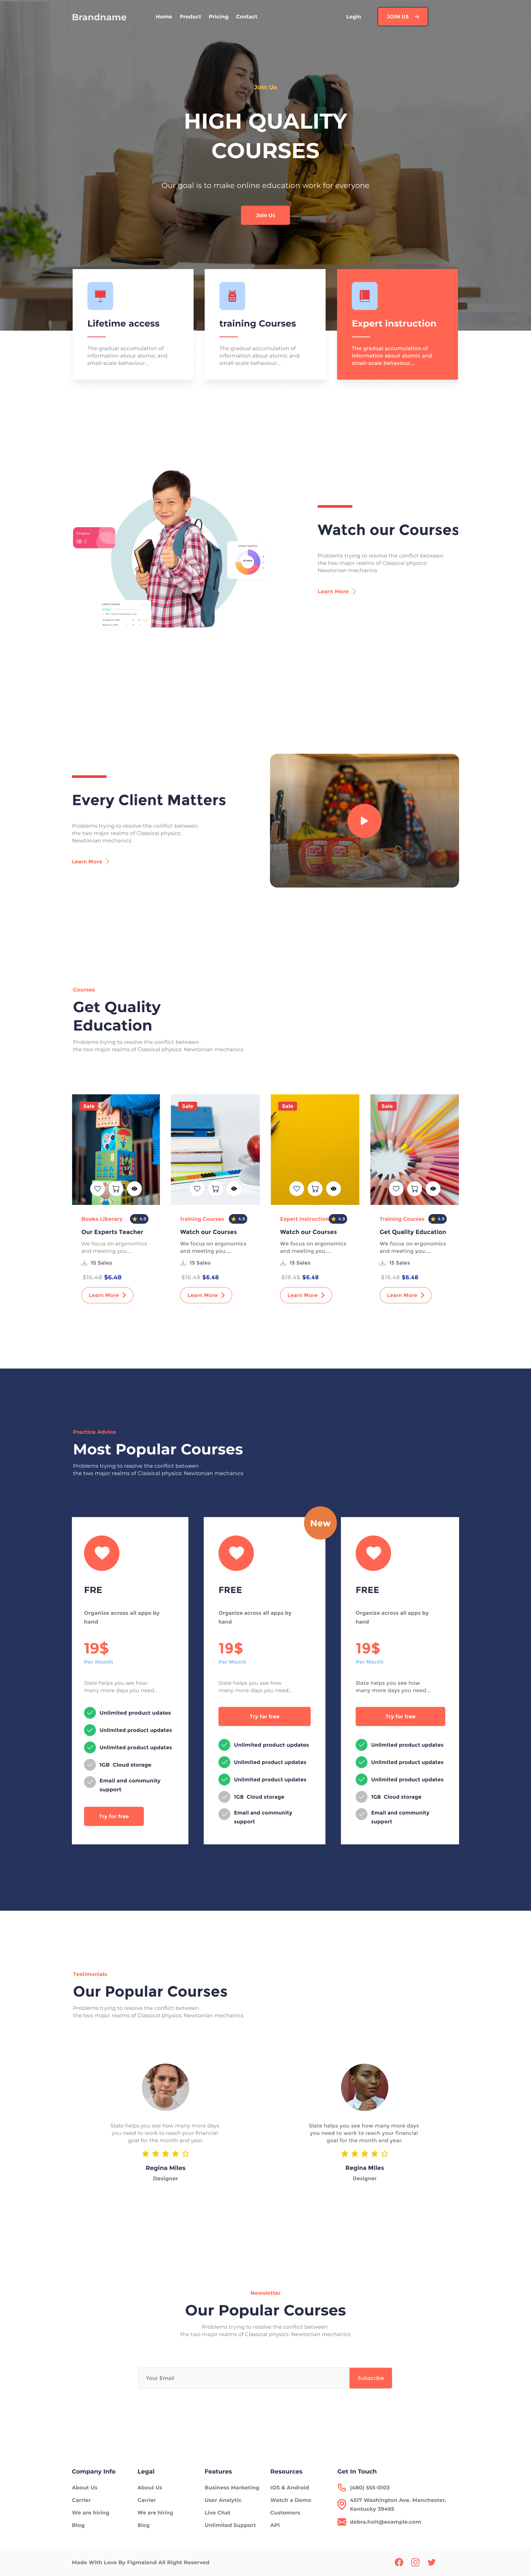 Brandname
Home Product Pricing Contact
Login
JOIN US
Join Us
HIGH QUALITY
COURSES
Our goal is to make online education work for everyone
Join Us
Lifetime access
The gradual accumulation of
information about atomic and
small-scale behaviour...
training Courses
The gradual accumulation of
information about atomic and
small-scale behaviour...
Expert instruction
The gradual accumulation of
information about atomic and
small-scale behaviour...
Watch our Courses
Problems trying to resolve the conflict between
the two major realms of Classical physics:
Newtonian mechanics
Learn More
Every Client Matters
Problems trying to resolve the conflict between
the two major realms of Classical physics:
Newtonian mechanics
Learn More
Courses
Get Quality
Education
Problems trying to resolve the conflict between
the two major realms of Classical physics: Newtonian mechanics
Sale
Books Liberary
4.9
Our Experts Teacher
We focus on ergonomics
and meeting you...
15 Sales
$16.48 $6.48
Learn More
Sale
training Courses
4.9
Watch our Courses
We focus on ergonomics
and meeting you....
15 Sales
$16.48 $6.48
Learn More
Sale
Expert Instruction
4.9
Watch our Courses
We focus on ergonomics
and meeting you....
15 Sales
$16.48 $6.48
Learn More
Sale
Training Courses
4.9
Get Quality Education
We focus on ergonomics
and meeting you....
15 Sales
$16.48 $6.48
Learn More
Practice Advice
Most Popular Courses
Problems trying to resolve the conflict between
the two major realms of Classical physics: Newtonian mechanics
FRE
Organize across all apps by
hand
19$
Per Month
Slate helps you see how
many more days you need...
Unlimited product udates
Unlimited product updates
Unlimited product updates
1GB Cloud storage
Email and community
support
Try for free
New
FREE
Organize across all apps by
hand
19$
Per Month
Slate helps you see how
many more days you need...
Try for free
Unlimited product updates
Unlimited product updates
Unlimited product updates
1GB Cloud storage
Email and community
support
FREE
Organize across all apps by
hand
19$
Per Month
Slate helps you see how
many more days you need...
Try for free
Unlimited product updates
Unlimited product updates
Unlimited product updates
1GB Cloud storage
Email and community
support
Testimonials
Our Popular Courses
Problems trying to resolve the conflict between
the two major realms of Classical physics: Newtonian mechanics
Slate helps you see how many more days
you need to work to reach your financial
goal for the month and year.
Regina Miles
Designer
Slate helps you see how many more days
you need to work to reach your financial
goal for the month and year.
Regina Miles
Designer
Newsletter
Our Popular Courses
Problems trying to resolve the conflict between
the two major realms of Classical physics: Newtonian mechanics
Your Email
Subscribe
Company Info
About Us
Carrier
We are hiring
Blog
Legal
About Us
Carrier
We are hiring
Blog
Features
Business Marketing
User Analytic
Live Chat
Unlimited Support
Resources
IOS & Android
Watch a Demo
Customers
API
Get In Touch
(480) 555-0103
4517 Washington Ave. Manchester,
Kentucky 39495
debra.holt@example.com
Made With Love By Figmaland All Right Reserved